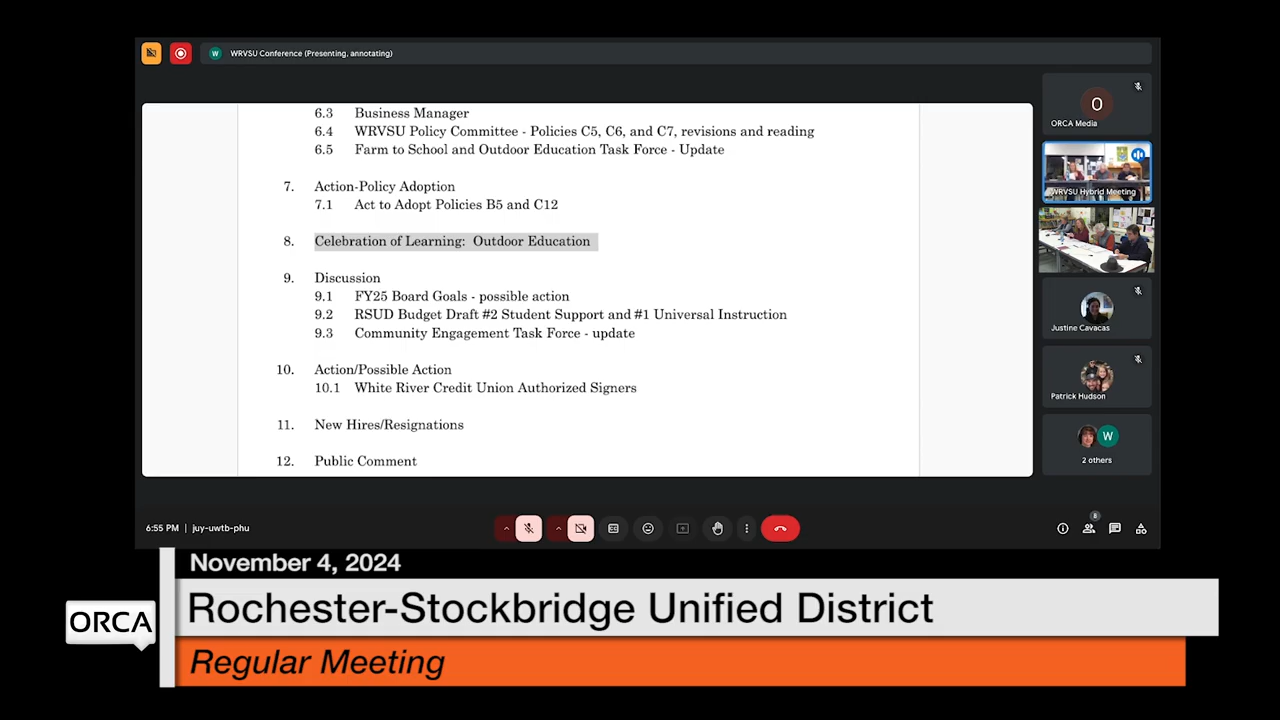 W WRVSU Conference (Presenting, annotating)
6.3 Business Manager
6.4 WRVSU Policy Committee - Policies C5, C6, and C7, revisions and reading
6.5 Farm to School and Outdoor Education Task Force - Update
7. Action-Policy Adoption
7.1 Act to Adopt Policies B5 and C12
8. Celebration of Learning: Outdoor Education
9. Discussion
9.1 FY25 Board Goals - possible action
9.2 RSUD Budget Draft #2 Student Support and #1 Universal Instruction
9.3 Community Engagement Task Force - update
10. Action/Possible Action
10.1 White River Credit Union Authorized Signers
11. New Hires/Resignations
12. Public Comment
O
ORCA Media
WRVSU Hybrid Meeting
Justine Cavacas
Patrick Hudson
W
2 others
6:55 PM | juy-uwtb-phu
8
November 4, 2024
Rochester-Stockbridge Unified District
ORCA
Regular Meeting